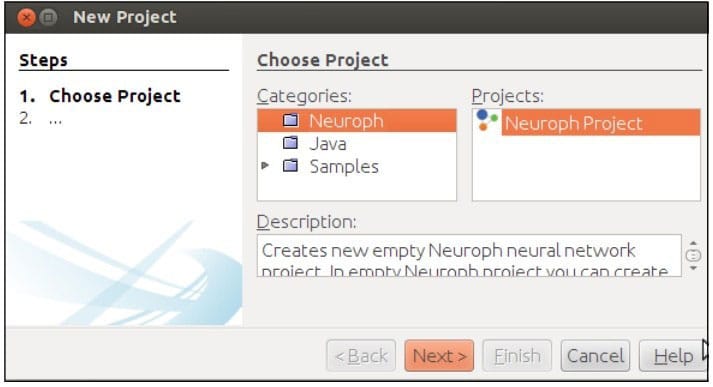 New Project
Steps
1. Choose Project
2. ...
Choose Project
Categories:
Neuroph
Java
Samples
Projects:
Neuroph Project
Description:
Creates new empty Neuroph neural network
project. In empty Neuroph project you can create
< Back
Next >
Finish
Cancel
Help